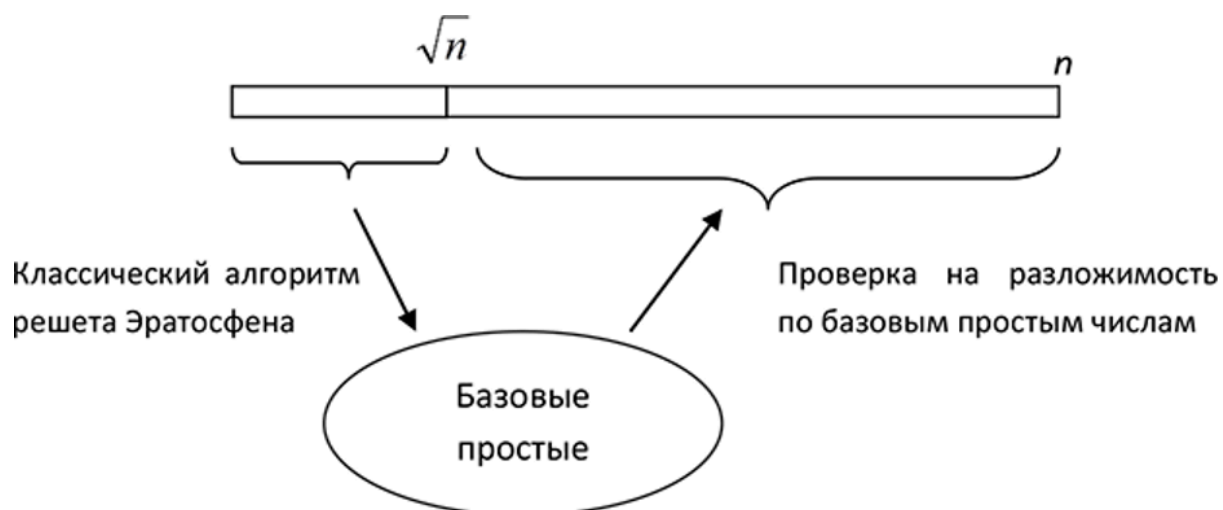 √n
n
Классический алгоритм
решета Эратосфена
Проверка на разложимость
по базовым простым числам
Базовые
простые